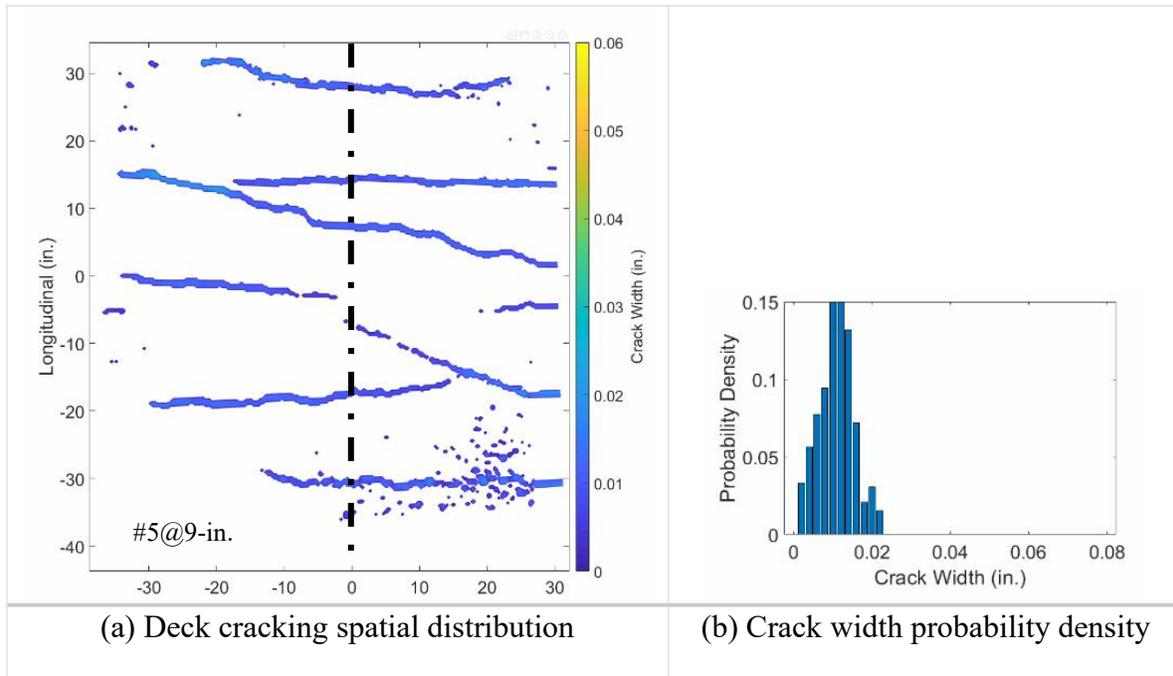 30
20
10
0
-10
-20
-30
-40
Longitudinal (in.)
-30 -20 -10 0 10 20 30
#5@9-in.
0.06
0.05
0.04
0.03
0.02
0.01
0
Crack Width (in.)
0.15
0.1
0.05
0
Probability Density
0 0.02 0.04 0.06 0.08
Crack Width (in.)
(a) Deck cracking spatial distribution
(b) Crack width probability density